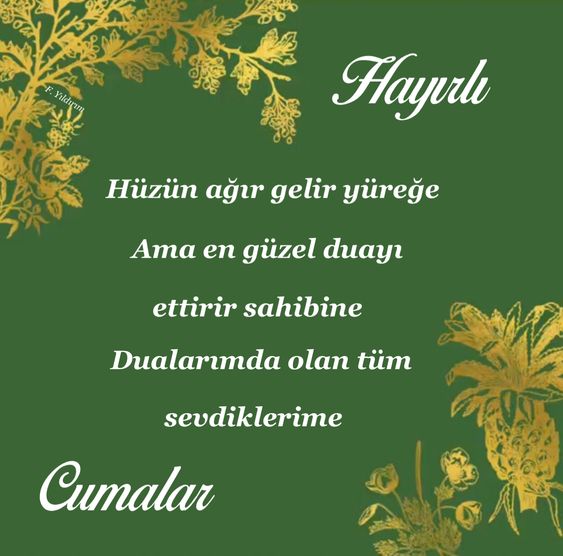 Hayırlı
F. Yıldırım
Hüzün ağır gelir yüreğe
Ama en güzel duayı
ettirir sahibine
Dualarımda olan tüm
sevdiklerime
Cumalar